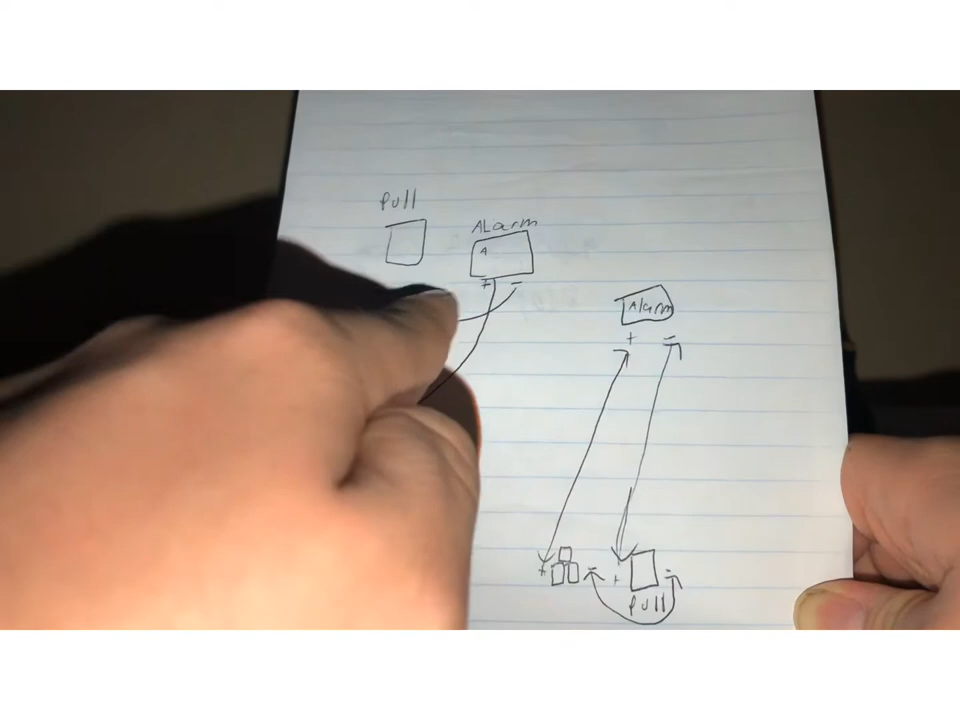 Pull
ALarm
A
+ -
Alarm
+ -
+ - + -
Pull